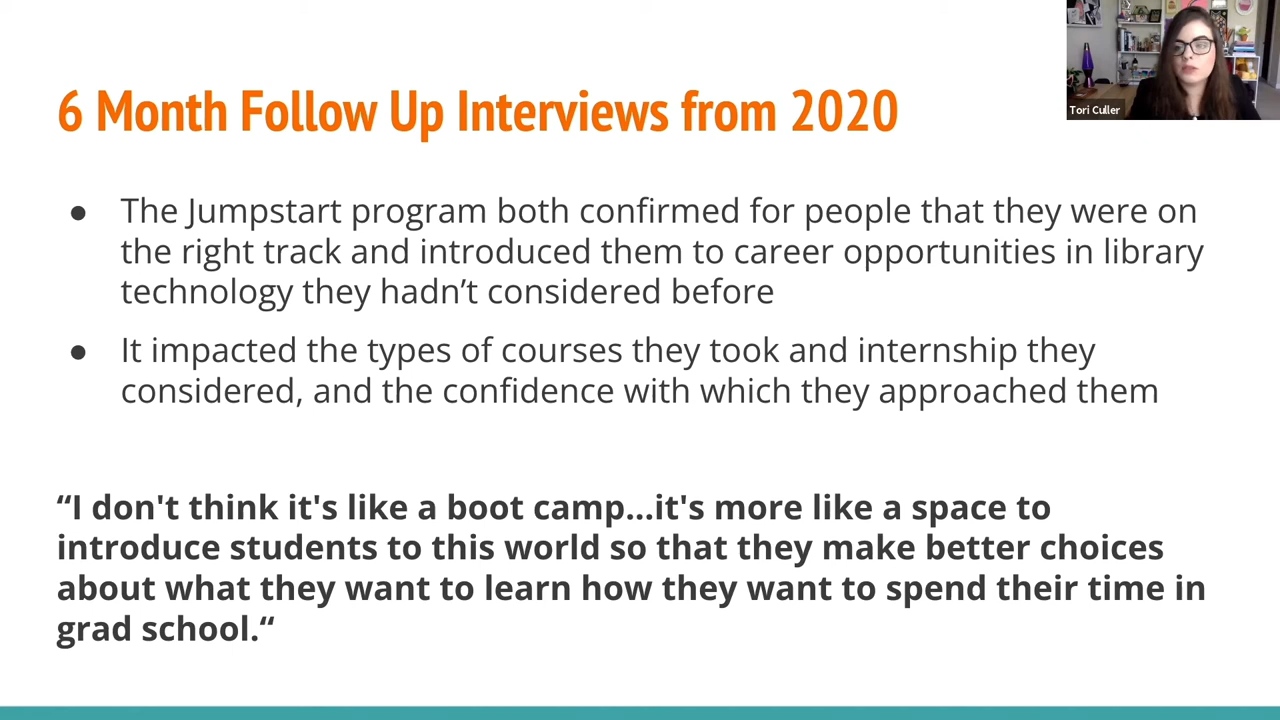 6 Month Follow Up Interviews from 2020
Tori Culler
● The Jumpstart program both confirmed for people that they were on
the right track and introduced them to career opportunities in library
technology they hadn’t considered before
● It impacted the types of courses they took and internship they
considered, and the confidence with which they approached them
“I don't think it's like a boot camp...it's more like a space to
introduce students to this world so that they make better choices
about what they want to learn how they want to spend their time in
grad school.“